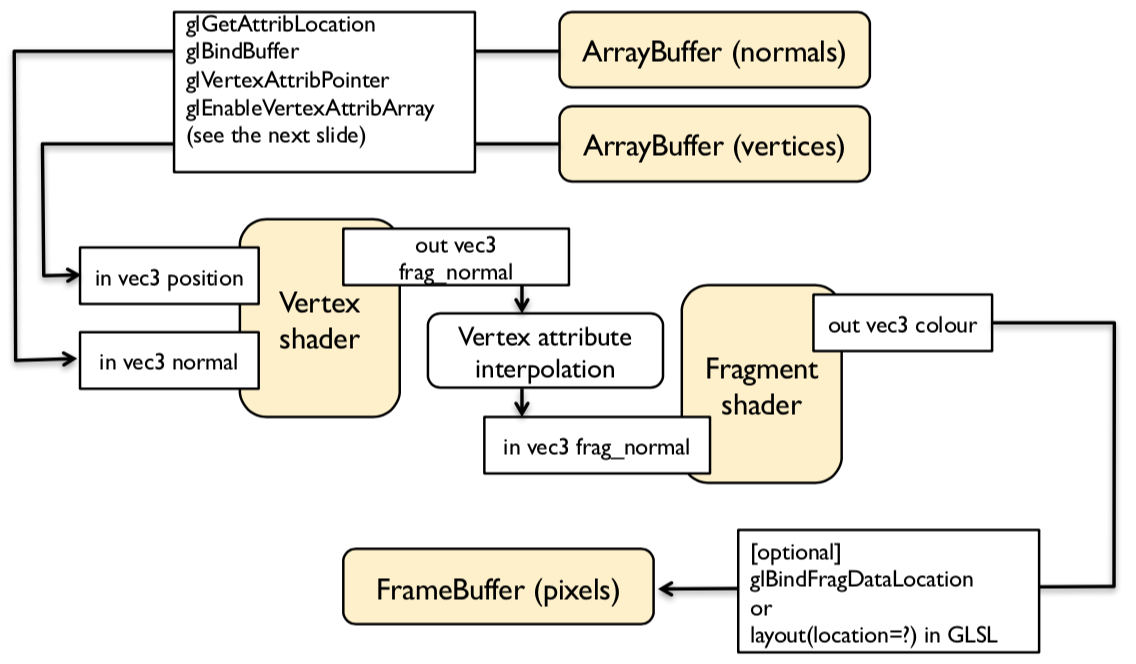 glGetAttribLocation
glBindBuffer
glVertexAttribPointer
glEnableVertexAttribArray
(see the next slide)
ArrayBuffer (normals)
ArrayBuffer (vertices)
in vec3 position
in vec3 normal
Vertex
shader
out vec3
frag_normal
Vertex attribute
interpolation
in vec3 frag_normal
Fragment
shader
out vec3 colour
[optional]
glBindFragDataLocation
or
layout(location=?) in GLSL
FrameBuffer (pixels)